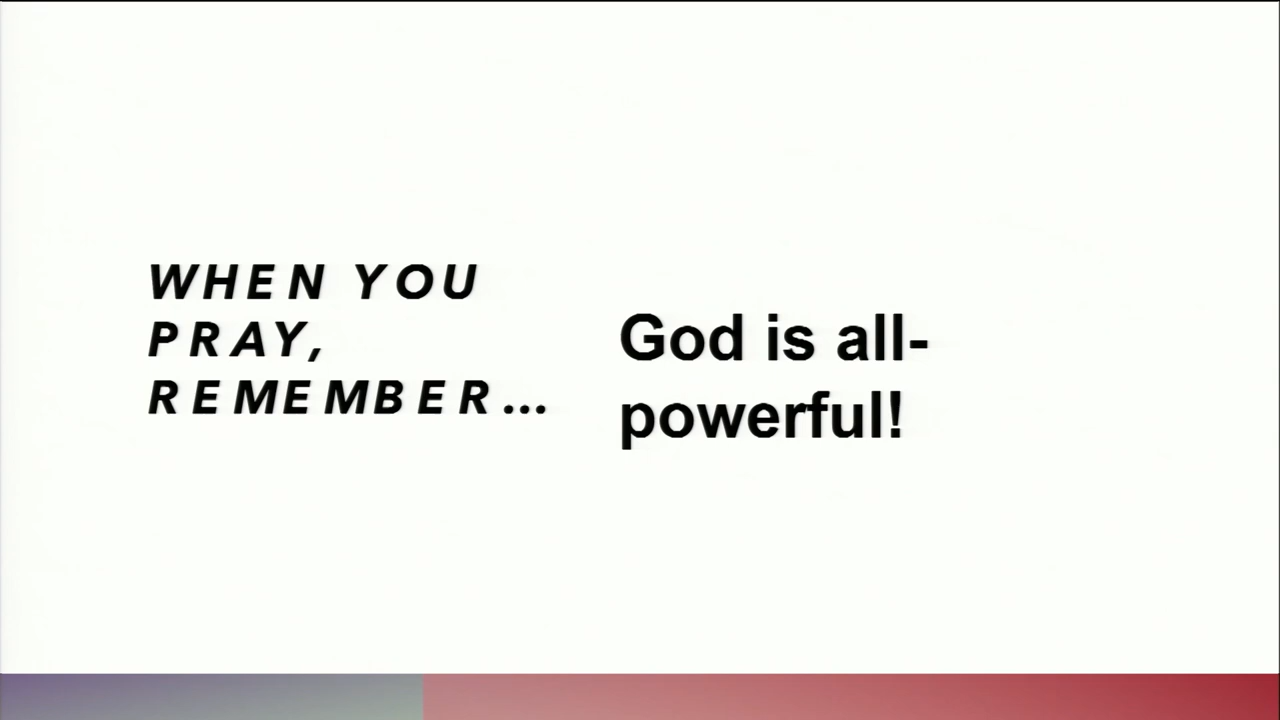 WHEN YOU
PRAY,
REMEMBER…
God is all-
powerful!